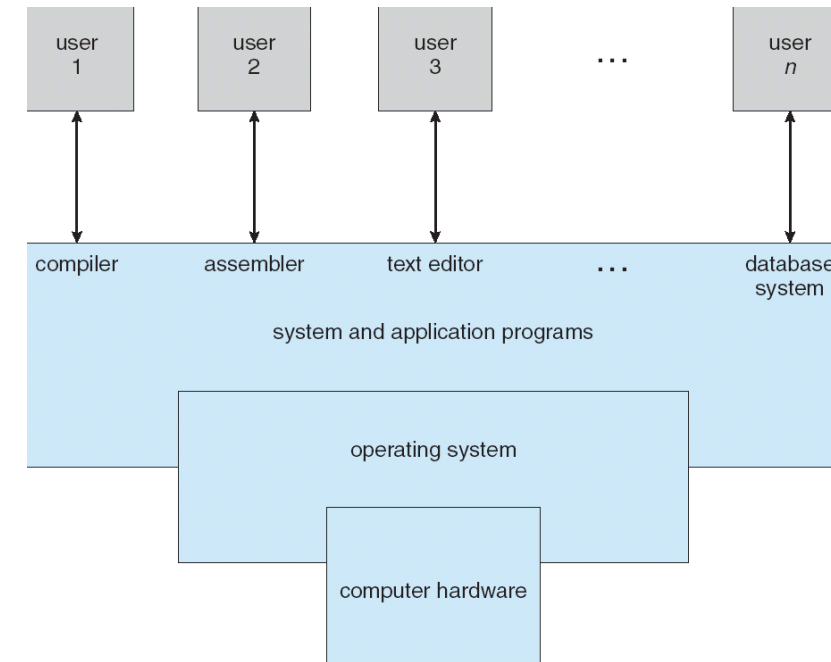 user
1
user
2
user
3
...
user
n
compiler
assembler
text editor
...
database
system
system and application programs
operating system
computer hardware